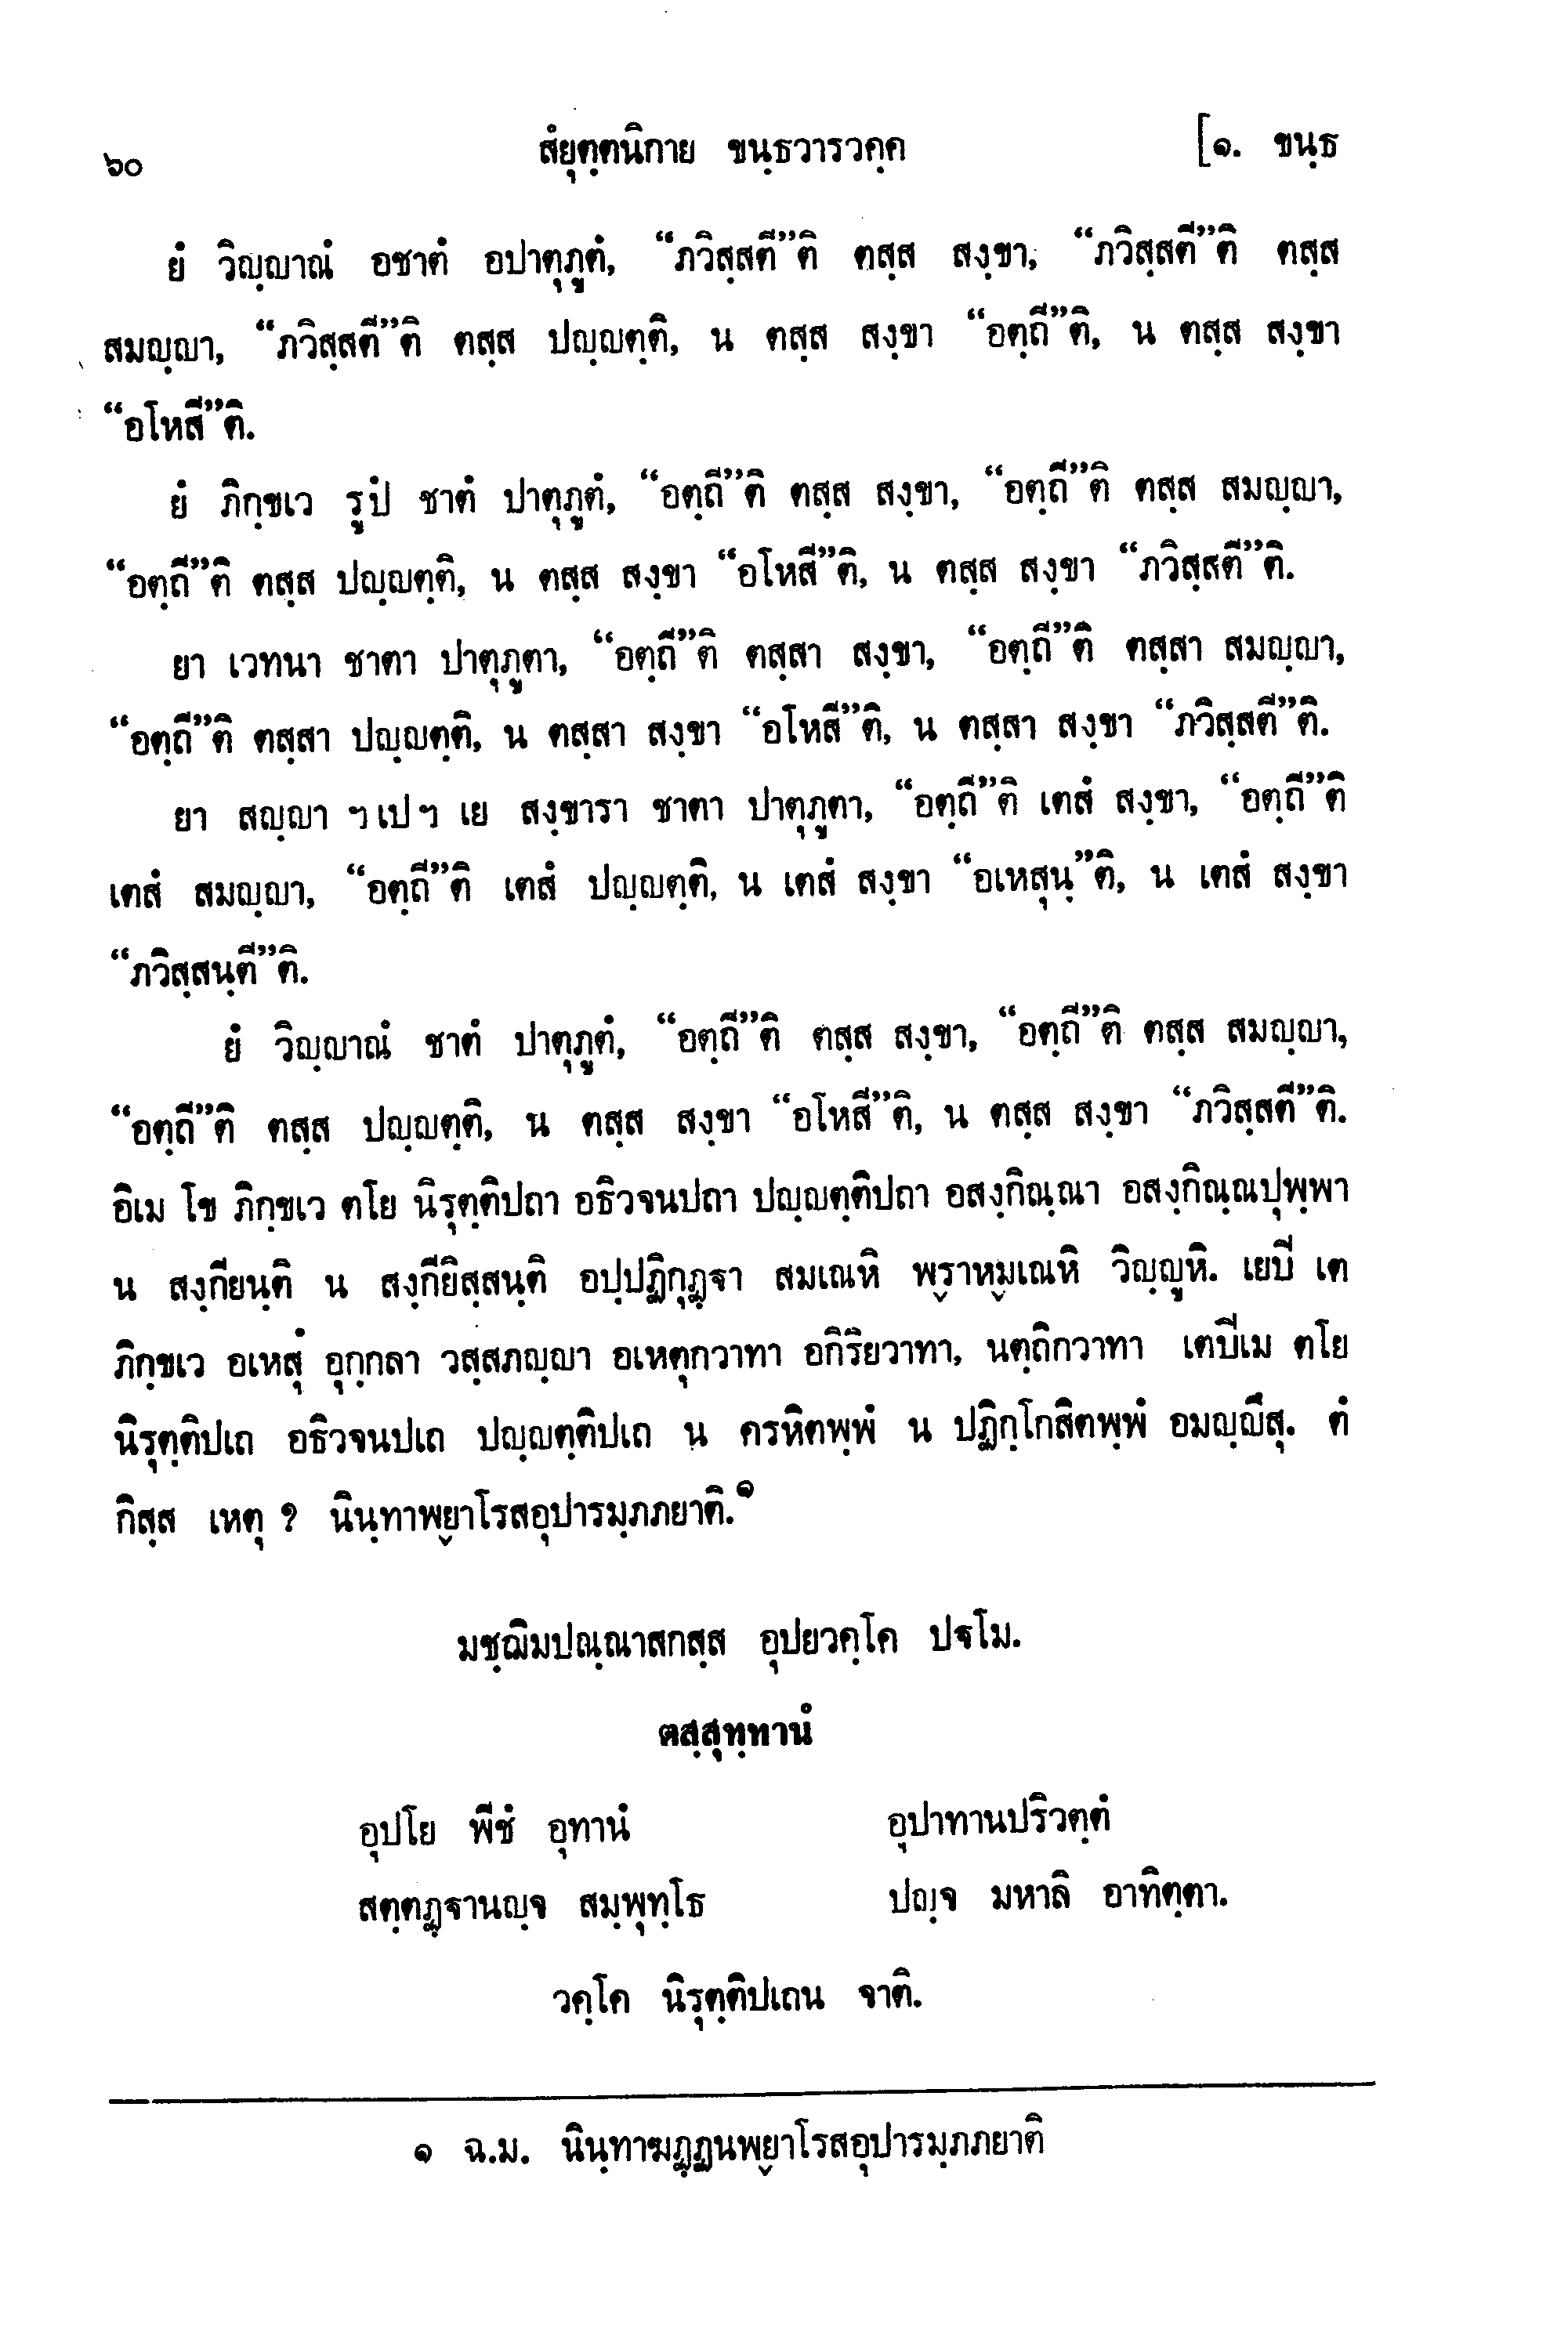 ๖๐ สํยุตฺตนิกาย ขนฺธวารวคฺค [๑. ขนฺธ
ยํ วิญฺญาณํ อชาตํ อปาตุภูตํ, “ภวิสฺสตี”ติ ตสฺส สงฺขา, “ภวิสฺสตี”ติ ตสฺส
สมญฺญา, “ภวิสฺสตี”ติ ตสฺส ปญฺญตฺติ, น ตสฺส สงฺขา “อตฺถี”ติ, น ตสฺส สงฺขา
“อโหสี”ติ.
ยํ ภิกฺขเว รูปํ ชาตํ ปาตุภูตํ, “อตฺถี”ติ ตสฺส สงฺขา, “อตฺถี”ติ ตสฺส สมญฺญา,
“อตฺถี”ติ ตสฺส ปญฺญตฺติ, น ตสฺส สงฺขา “อโหสี”ติ, น ตสฺส สงฺขา “ภวิสฺสตี”ติ.
ยา เวทนา ชาตา ปาตุภูตา, “อตฺถี”ติ ตสฺสา สงฺขา, “อตฺถี”ติ ตสฺสา สมญฺญา,
“อตฺถี”ติ ตสฺสา ปญฺญตฺติ, น ตสฺสา สงฺขา “อโหสี”ติ, น ตสฺสา สงฺขา “ภวิสฺสตี”ติ.
ยา สญฺญา ฯเปฯ เย สงฺขารา ชาตา ปาตุภูตา, “อตฺถี”ติ เตสํ สงฺขา, “อตฺถี”ติ
เตสํ สมญฺญา, “อตฺถี”ติ เตสํ ปญฺญตฺติ, น เตสํ สงฺขา “อเหสุนฺ”ติ, น เตสํ สงฺขา
“ภวิสฺสนฺตี”ติ.
ยํ วิญฺญาณํ ชาตํ ปาตุภูตํ, “อตฺถี”ติ ตสฺส สงฺขา, “อตฺถี”ติ ตสฺส สมญฺญา,
“อตฺถี”ติ ตสฺส ปญฺญตฺติ, น ตสฺส สงฺขา “อโหสี”ติ, น ตสฺส สงฺขา “ภวิสฺสตี”ติ.
อิเม โข ภิกฺขเว ตโย นิรุตฺติปถา อธิวจนปถา ปญฺญตฺติปถา อสงฺกิณฺณา อสงฺกิณฺณปุพฺพา
น สงฺกียนฺติ น สงฺกียิสฺสนฺติ อปฺปฏิกุฏฺฐา สมเณหิ พฺราหฺมเณหิ วิญฺญูหิ. เยปี เต
ภิกฺขเว อเหสุํ อุกฺกลา วสฺสภญฺญา อเหตุกวาทา อกิริยวาทา, นตฺถิกวาทา เตปีเม ตโย
นิรุตฺติปเถ อธิวจนปเถ ปญฺญตฺติปเถ น ครหิตพฺพํ น ปฏิกฺโกสิตพฺพํ อมญฺญึสุ. ตํ
กิสฺส เหตุ ? นินฺทาพฺยาโรสอุปารมฺภภยาติ.๑
มชฺฌิมปณฺณาสกสฺส อุปยวคฺโค ปฐโม.
ตสฺสุทฺทานํ
อุปโย พีชํ อุทานํ อุปาทานปริวตฺตํ
สตฺตฏฺฐานญฺจ สมฺพุทฺโธ ปญฺจ มหาลิ อาทิตฺตา.
วคฺโค นิรุตฺติปเถน จาติ.
๑ ฉ.ม. นินฺทาฆฏฺฏนพฺยาโรสอุปารมฺภภยาติ